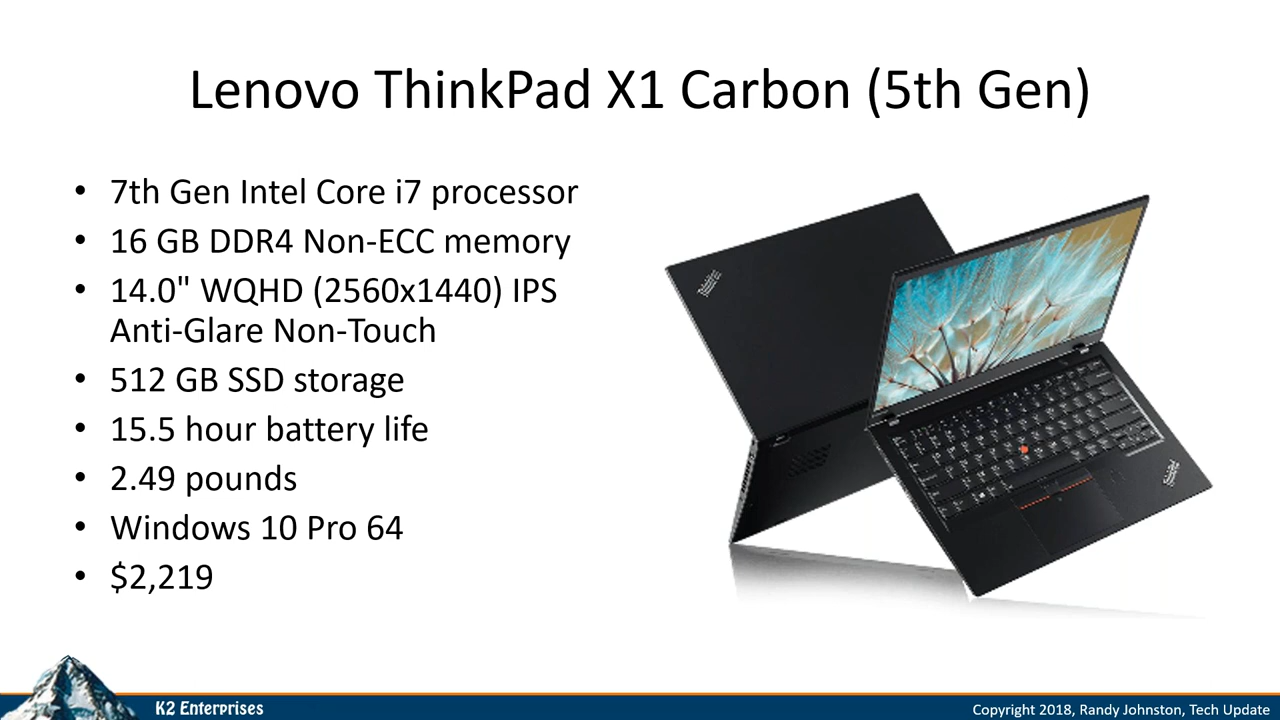 Lenovo ThinkPad X1 Carbon (5th Gen)
• 7th Gen Intel Core i7 processor
• 16 GB DDR4 Non-ECC memory
• 14.0" WQHD (2560x1440) IPS
Anti-Glare Non-Touch
• 512 GB SSD storage
• 15.5 hour battery life
• 2.49 pounds
• Windows 10 Pro 64
• $2,219
ThinkPad
ThinkPad
K2 Enterprises
Copyright 2018, Randy Johnston, Tech Update